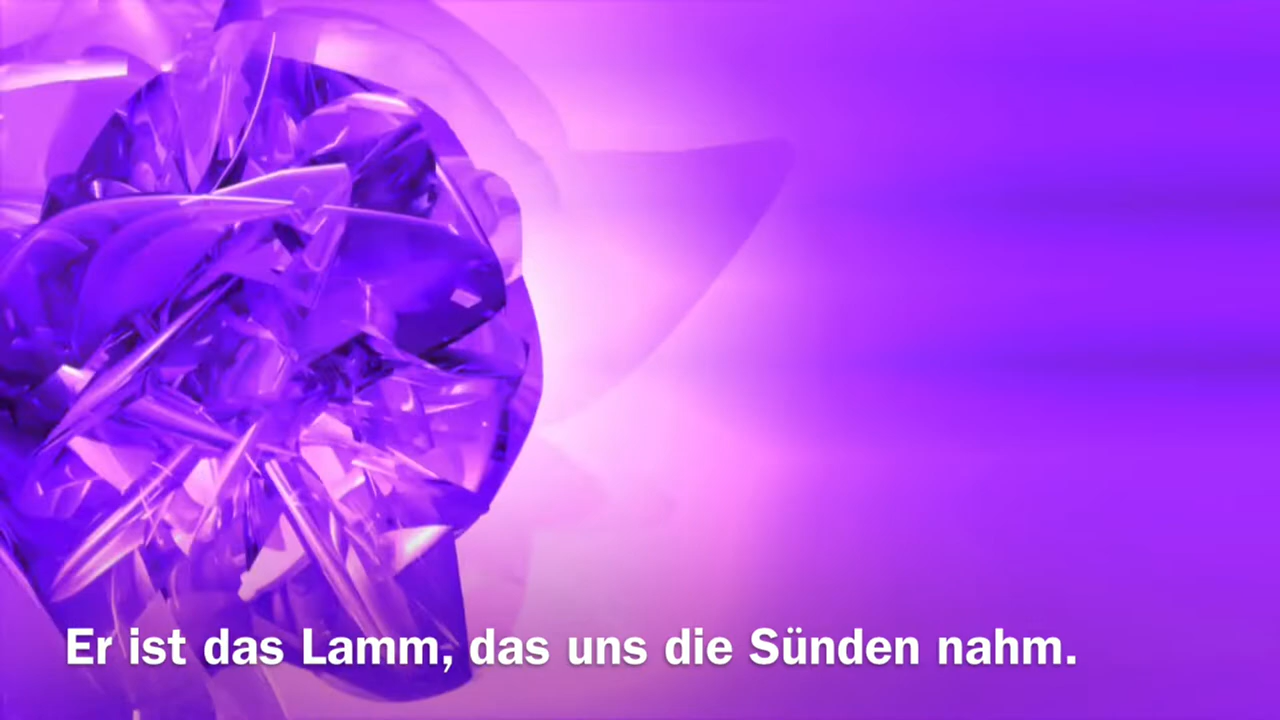 Er ist das Lamm, das uns die Sünden nahm.